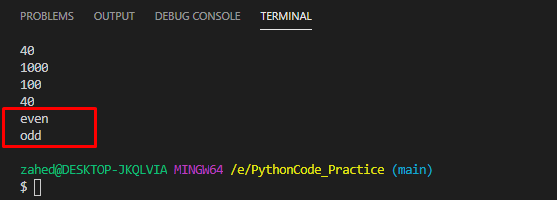 PROBLEMS OUTPUT DEBUG CONSOLE TERMINAL
40
1000
100
40
even
odd
zahed@DESKTOP-JKQLVIA MINGW64 /e/PythonCode_Practice (main)
$